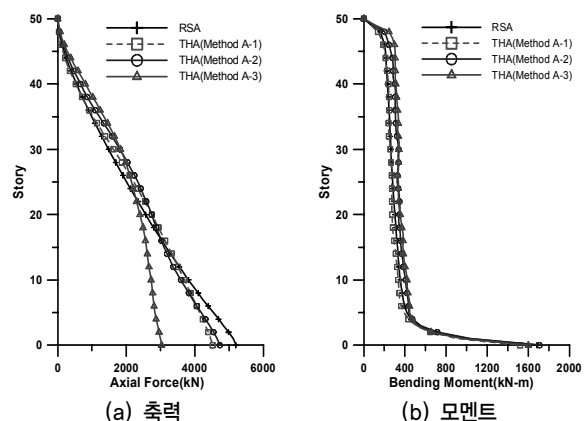 50
40
30
20
10
0
Story
0
2000
4000
6000
Axial Force(kN)
RSA
THA(Method A-1)
THA(Method A-2)
THA(Method A-3)
(a) 축력
50
40
30
20
10
0
Story
0
400
800
1200
1600
2000
Bending Moment(kN-m)
RSA
THA(Method A-1)
THA(Method A-2)
THA(Method A-3)
(b) 모멘트